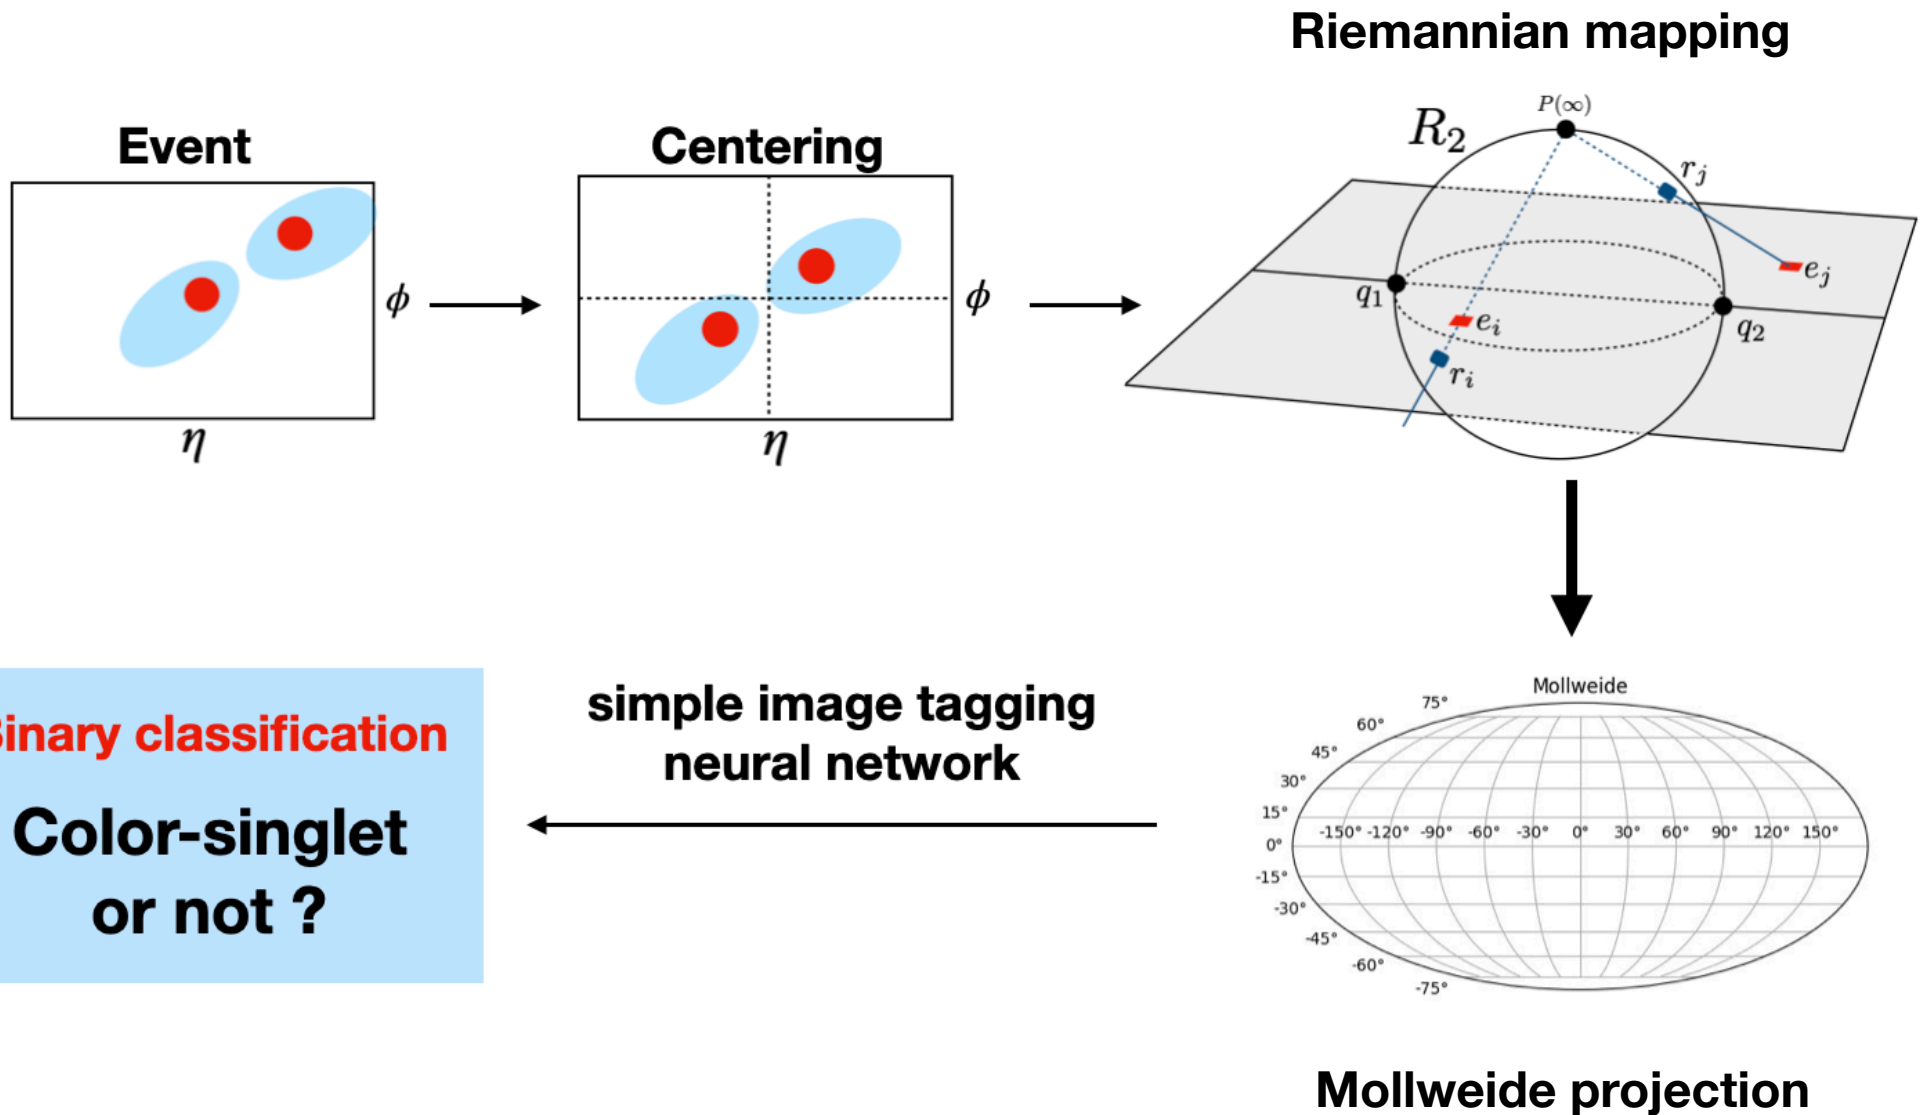 Riemannian mapping
Event
Centering
ϕ
η
ϕ
η
R₂
P(∞)
rⱼ
eⱼ
q₁
eᵢ
q₂
rᵢ
simple image tagging
neural network
inary classification
Color-singlet
or not ?
Mollweide
75°
60°
45°
30°
15°
-150° -120° -90° -60° -30° 0° 30° 60° 90° 120° 150°
0°
-15°
-30°
-45°
-60°
-75°
Mollweide projection